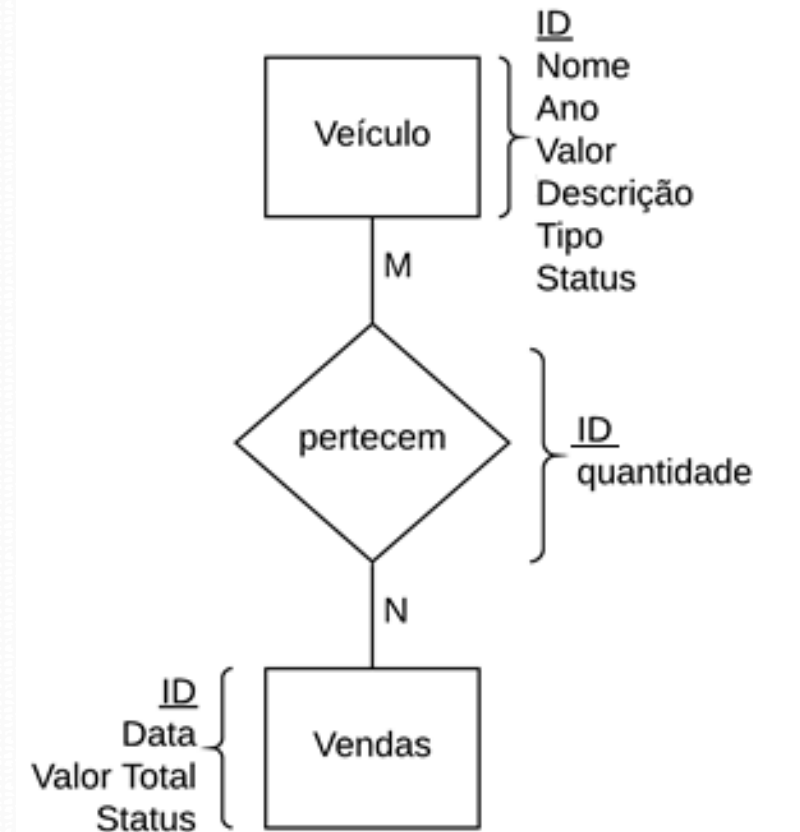 ID
Nome
Ano
Valor
Descrição
Tipo
Status
Veículo
M
pertecem
ID
quantidade
N
ID
Data
Valor Total
Status
Vendas